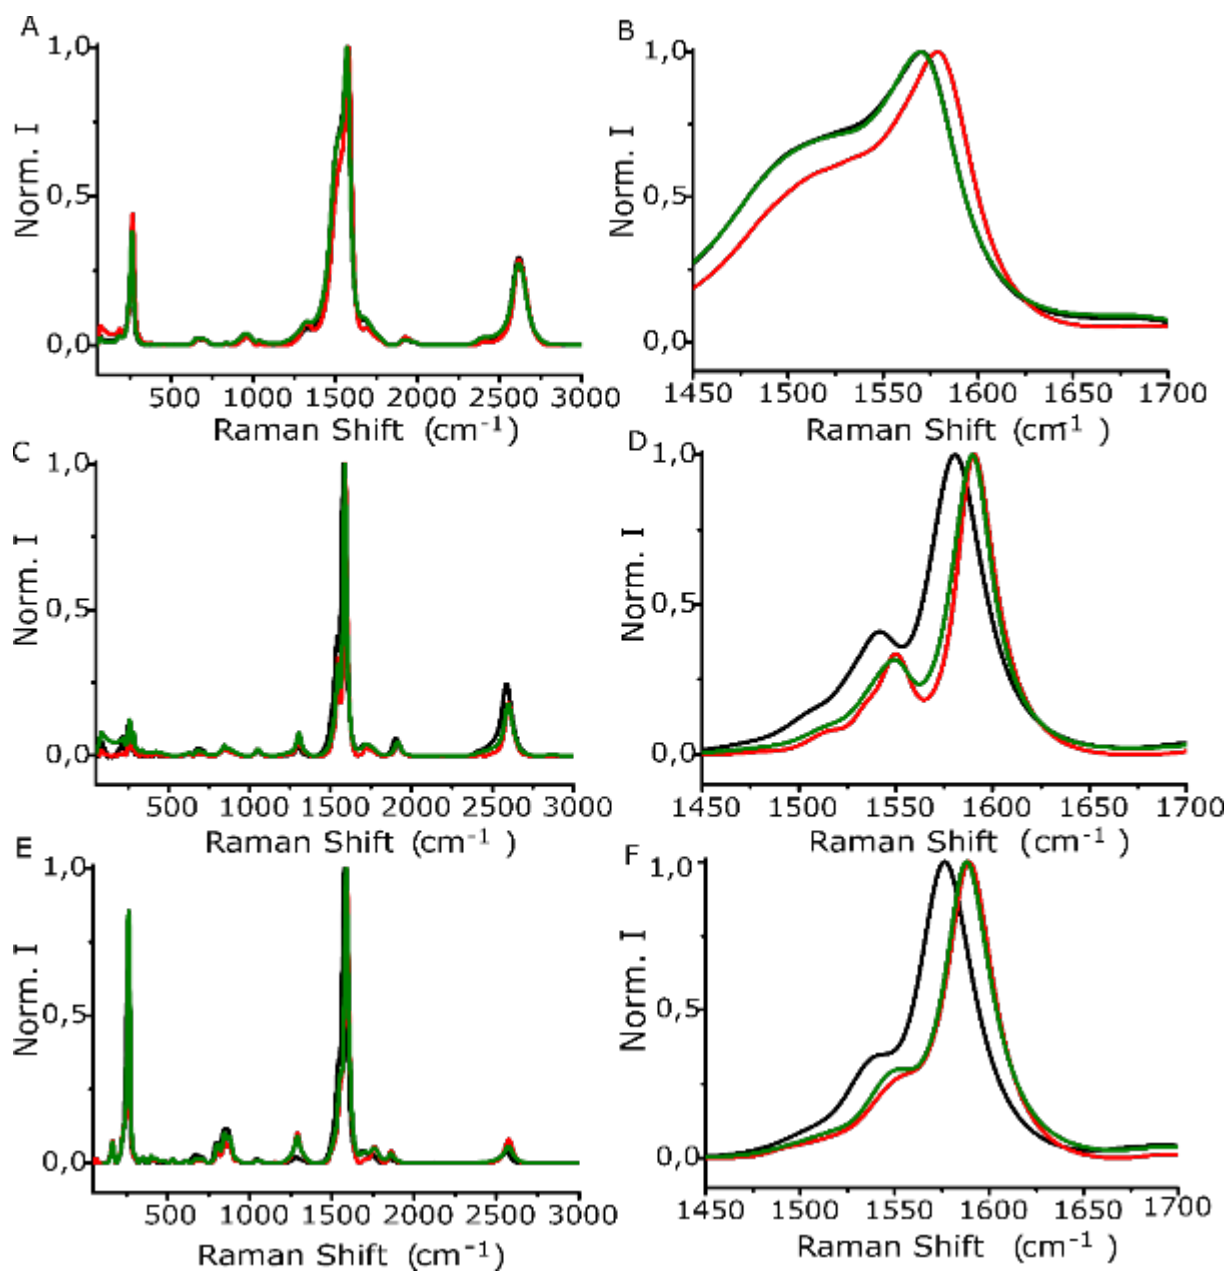 A
B
1,0
1,0
Norm. I
Norm. I
0,5
0,5
0,0
0,0
500 1000 1500 2000 2500 3000
1450 1500 1550 1600 1650 1700
Raman Shift (cm⁻¹)
Raman Shift (cm⁻¹ )
C
D
1,0
1,0
Norm. I
Norm. I
0,5
0,5
0,0
0,0
500 1000 1500 2000 2500 3000
1450 1500 1550 1600 1650 1700
Raman Shift (cm⁻¹ )
Raman Shift (cm⁻¹ )
E
F
1,0
1,0
Norm. I
Norm. I
0,5
0,5
0,0
0,0
500 1000 1500 2000 2500 3000
1450 1500 1550 1600 1650 1700
Raman Shift (cm⁻¹ )
Raman Shift (cm⁻¹ )